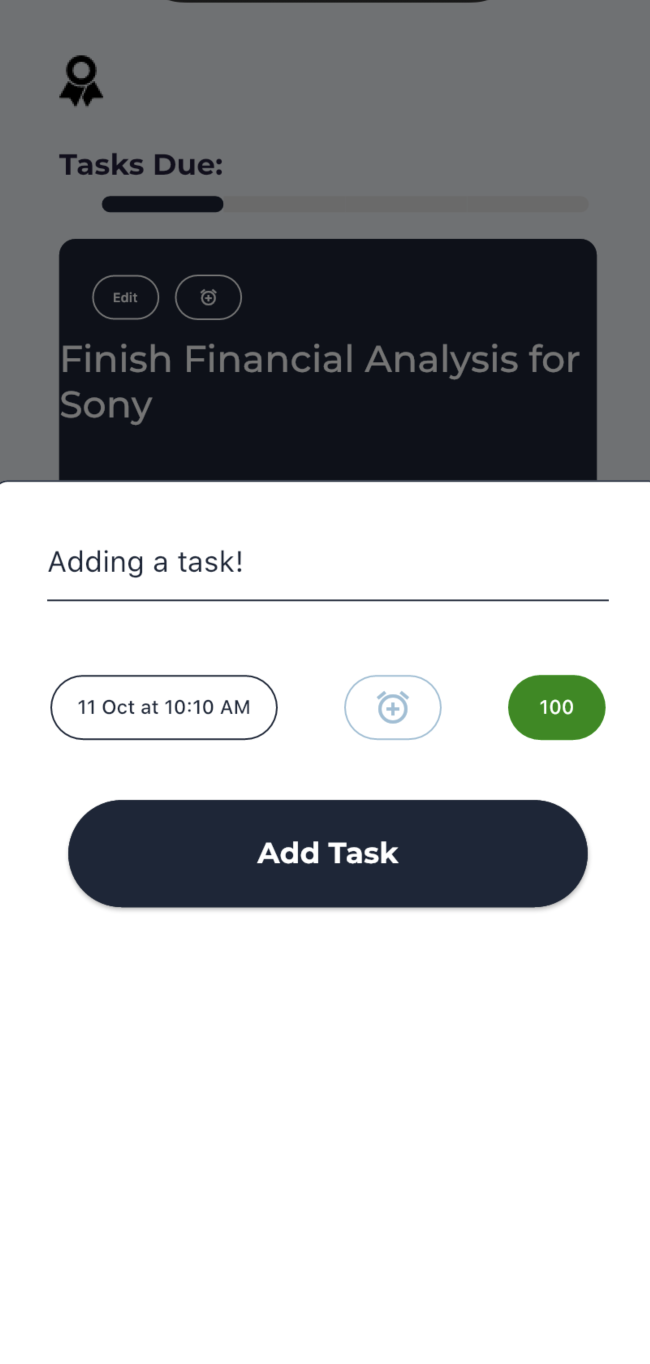 Tasks Due:
Edit
Finish Financial Analysis for
Sony
Adding a task!
11 Oct at 10:10 AM
100
Add Task